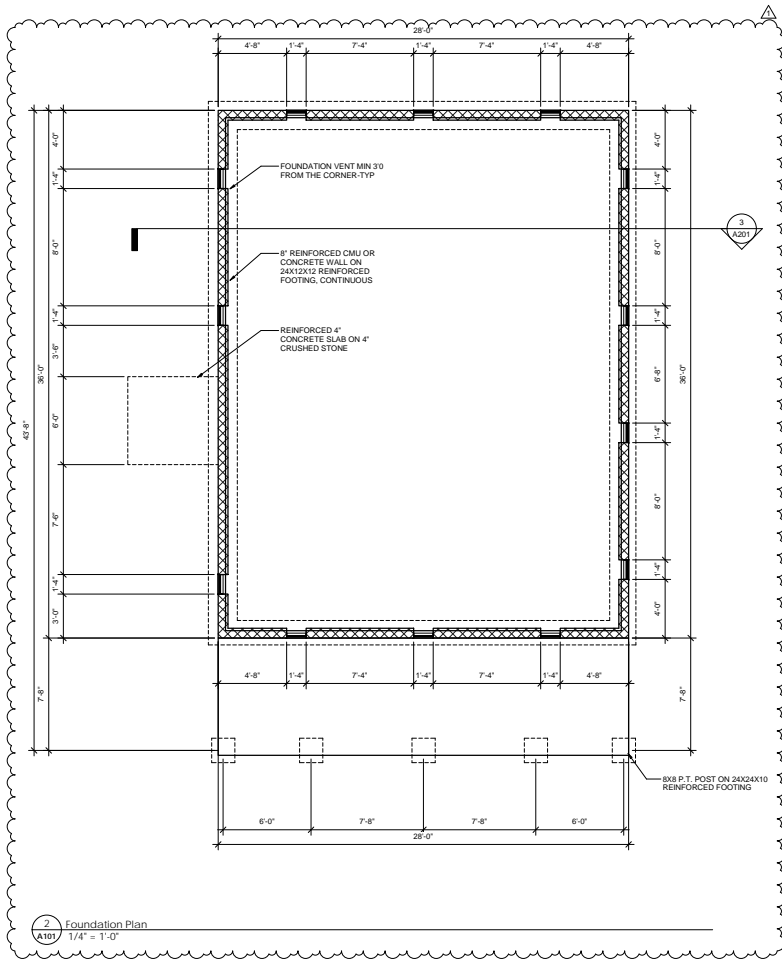 1
28'-0"
4'-8" 1'-4" 7'-4" 1'-4" 7'-4" 1'-4" 4'-8"
4'-0"
1'-4"
8'-0"
1'-4"
3'-6"
6'-0"
7'-6"
1'-4"
3'-0"
36'-0"
7'-8"
43'-8"
FOUNDATION VENT MIN 3'0
FROM THE CORNER-TYP
8" REINFORCED CMU OR
CONCRETE WALL ON
24X12X12 REINFORCED
FOOTING, CONTINUOUS
REINFORCED 4"
CONCRETE SLAB ON 4"
CRUSHED STONE
4'-0"
1'-4"
8'-0"
1'-4"
6'-8"
1'-4"
8'-0"
1'-4"
4'-0"
36'-0"
7'-8"
3
A201
4'-8" 1'-4" 7'-4" 1'-4" 7'-4" 1'-4" 4'-8"
8X8 P.T. POST ON 24X24X10
REINFORCED FOOTING
6'-0" 7'-8" 7'-8" 6'-0"
28'-0"
2
A101
Foundation Plan
1/4" = 1'-0"